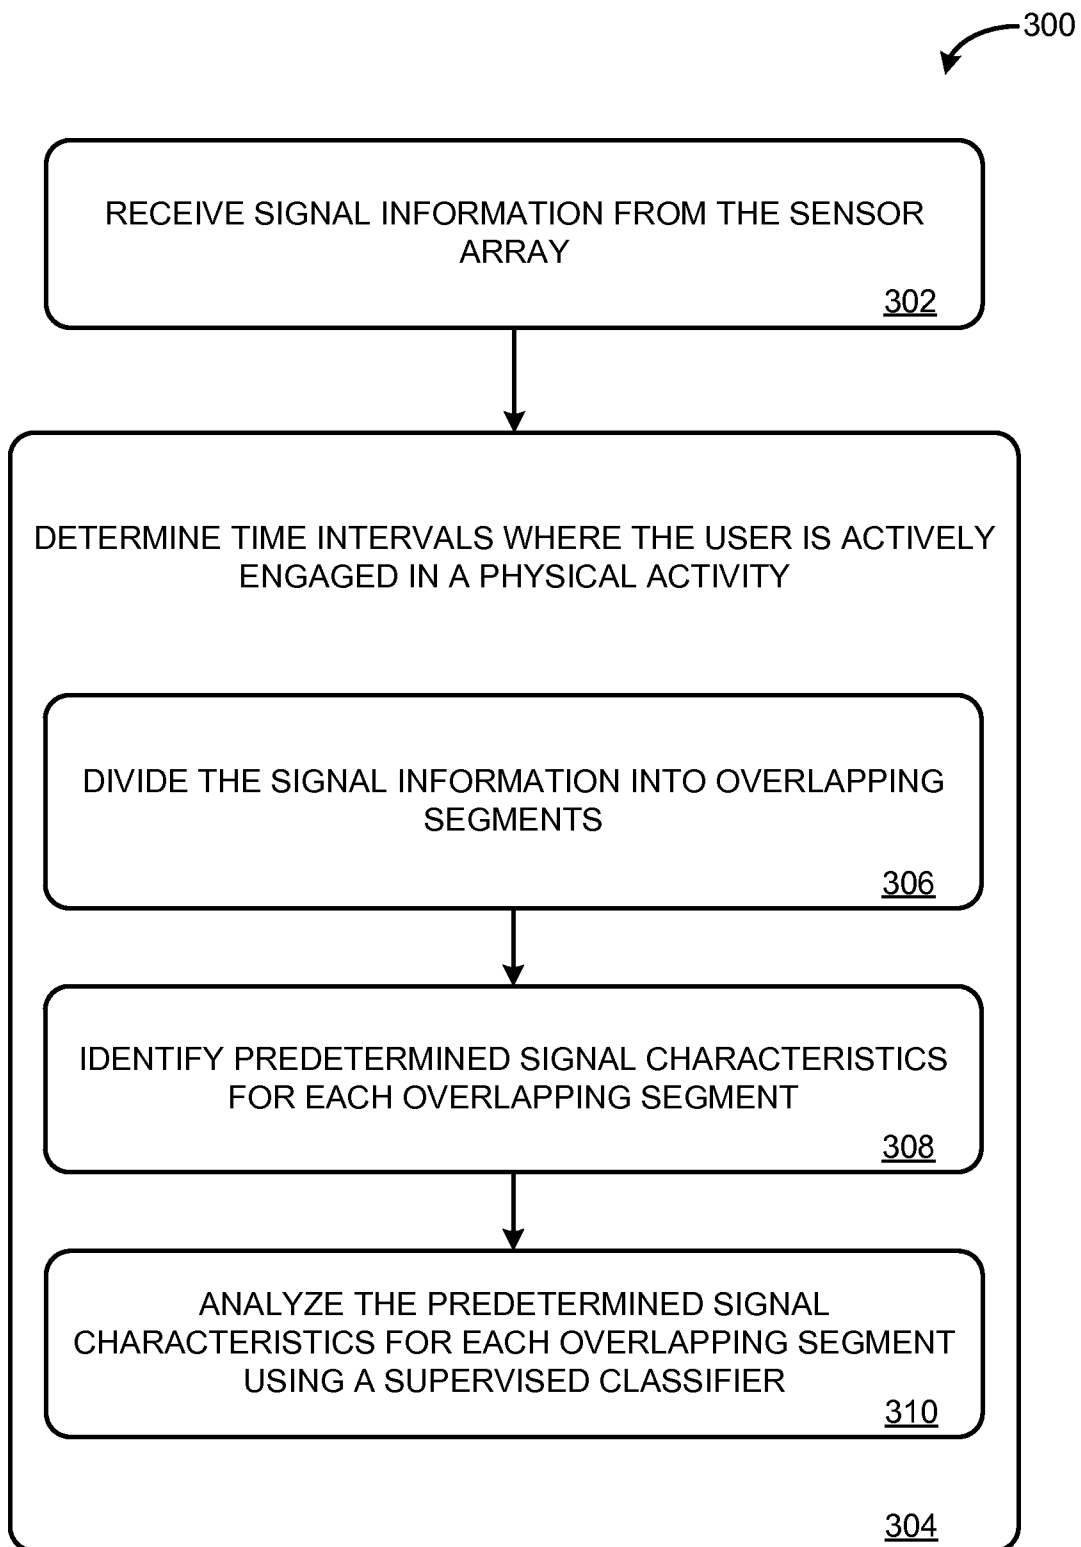 300
RECEIVE SIGNAL INFORMATION FROM THE SENSOR
ARRAY
302
DETERMINE TIME INTERVALS WHERE THE USER IS ACTIVELY
ENGAGED IN A PHYSICAL ACTIVITY
DIVIDE THE SIGNAL INFORMATION INTO OVERLAPPING
SEGMENTS
306
IDENTIFY PREDETERMINED SIGNAL CHARACTERISTICS
FOR EACH OVERLAPPING SEGMENT
308
ANALYZE THE PREDETERMINED SIGNAL
CHARACTERISTICS FOR EACH OVERLAPPING SEGMENT
USING A SUPERVISED CLASSIFIER
310
304